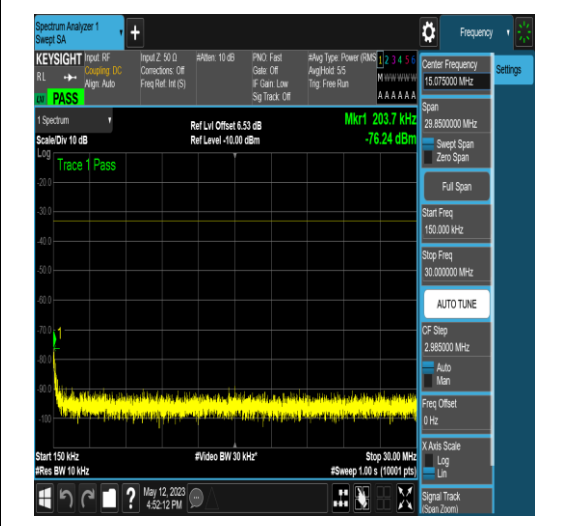 Spectrum Analyzer 1
Swept SA
+
Frequency
KEYSIGHT
Input: RF
Input Z: 50 Ω
#Atten: 10 dB
PNO: Fast
#Avg Type: Power (RMS
1 2 3 4 5 6
RL
Coupling: DC
Corrections: Off
Gate: Off
Avg|Hold: 5/5
M W W W W W
Align: Auto
Freq Ref: Int (S)
IF Gain: Low
Trig: Free Run
Sig Track: Off
A A A A A A
PASS
1 Spectrum
Ref Lvl Offset 6.53 dB
Mkr1 203.7 kHz
Scale/Div 10 dB
Ref Level -10.00 dBm
-76.24 dBm
Log
Trace 1 Pass
-20.0
-30.0
-40.0
-50.0
-60.0
-70.0
1
-80.0
-90.0
-100
Start 150 kHz
#Video BW 30 kHz*
Stop 30.00 MHz
#Res BW 10 kHz
#Sweep 1.00 s (10001 pts)
?
May 12, 2023
4:52:12 PM
Center Frequency
15.075000 MHz
Settings
Span
29.8500000 MHz
Swept Span
Zero Span
Full Span
Start Freq
150.000 kHz
Stop Freq
30.000000 MHz
AUTO TUNE
CF Step
2.985000 MHz
Auto
Man
Freq Offset
0 Hz
X Axis Scale
Log
Lin
Signal Track
(Span Zoom)